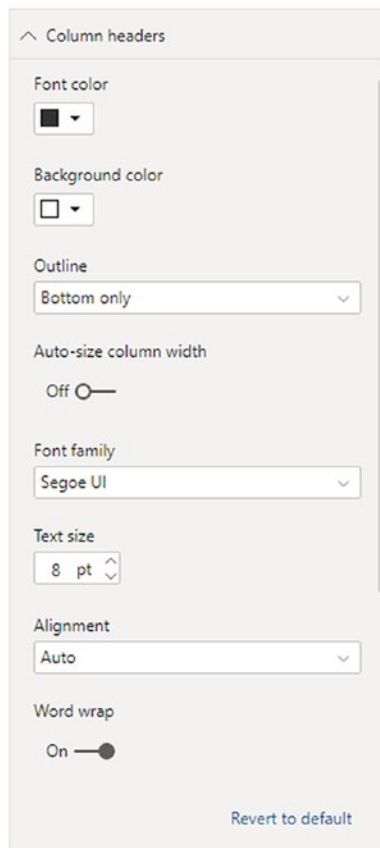 Column headers
Font color
Background color
Outline
Bottom only
Auto-size column width
Off
Font family
Segoe UI
Text size
8 pt
Alignment
Auto
Word wrap
On
Revert to default